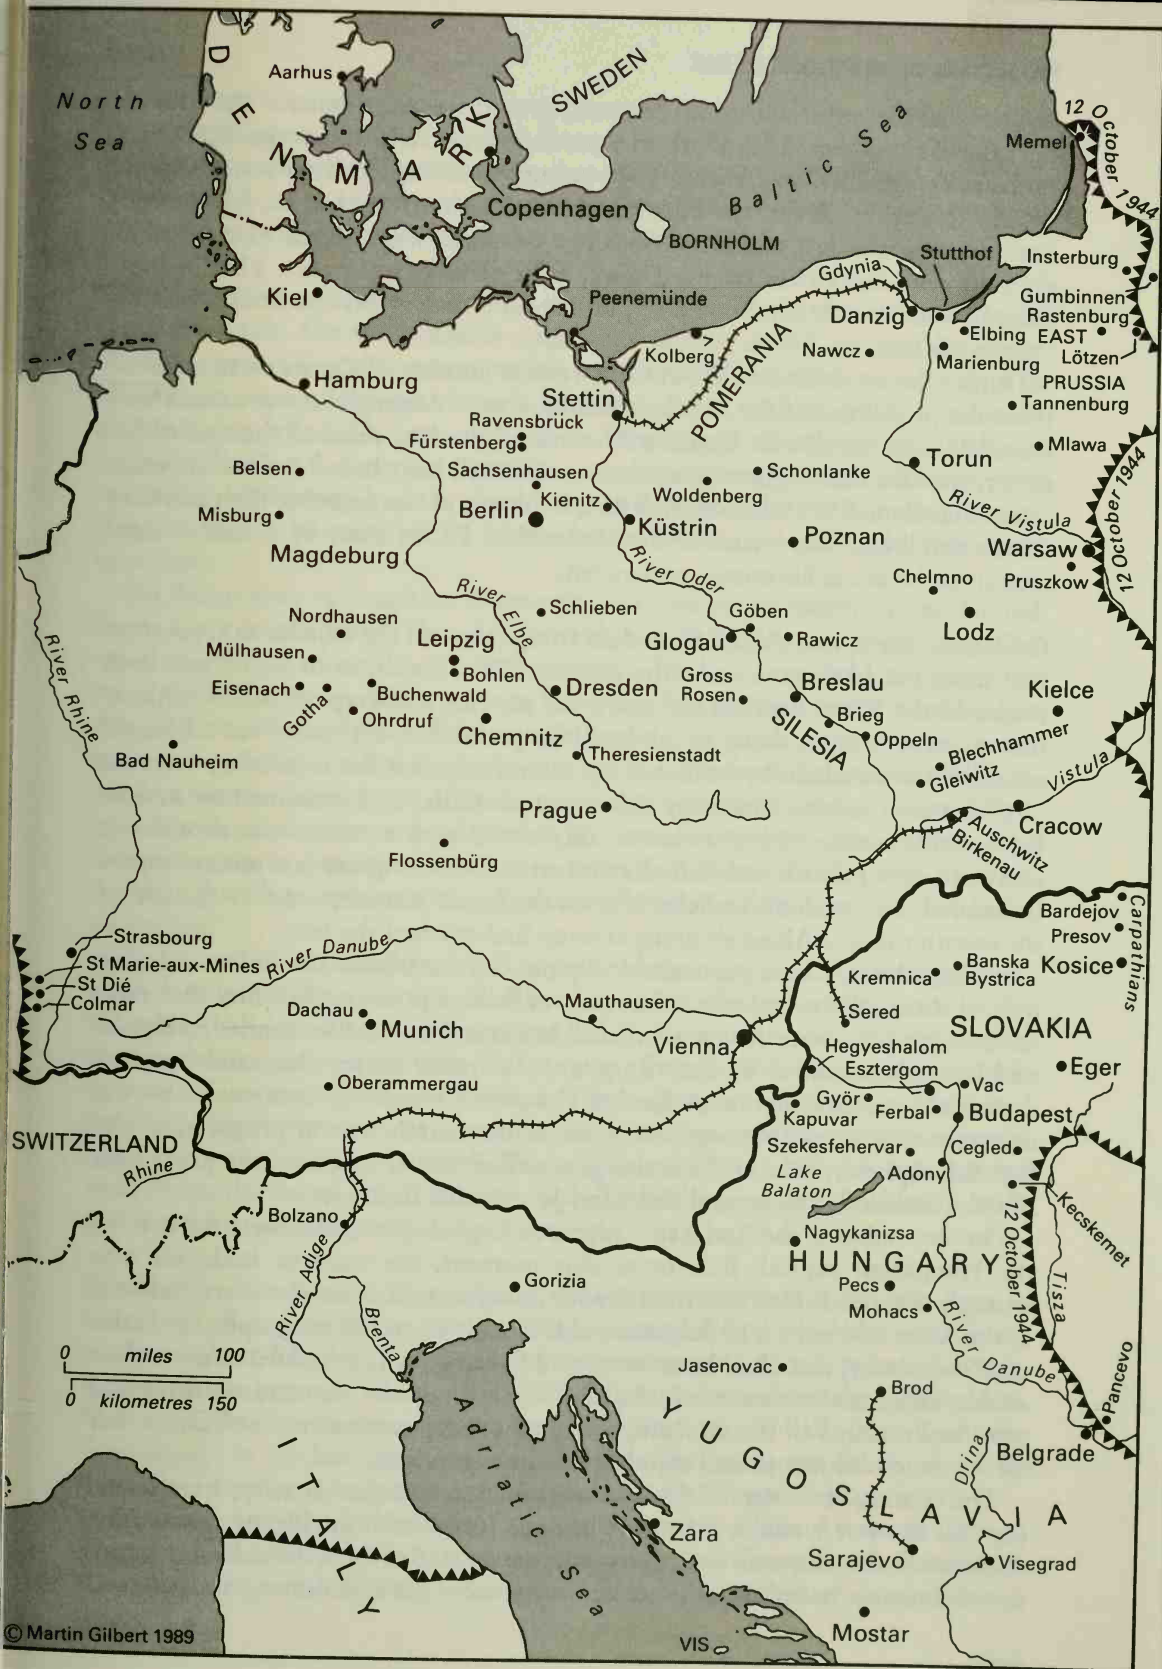 North
Sea
DENMARK
Aarhus
SWEDEN
Baltic Sea
12 October 1944
Memel
Copenhagen
BORNHOLM
Stutthof
Insterburg
Gdynia
Kiel
Peenemünde
Danzig
Gumbinnen
Rastenburg
Elbing
EAST
Kolberg
Nawcz
Marienburg
Lötzen
PRUSSIA
Hamburg
POMERANIA
Stettin
Tannenburg
Ravensbrück
Fürstenberg
Mlawa
12 October 1944
Belsen
Sachsenhausen
Schonlanke
Torun
Kienitz
Woldenberg
River Vistula
Misburg
Berlin
Küstrin
Poznan
Warsaw
Magdeburg
River Oder
Chelmno
Pruszkow
River Elbe
Nordhausen
Schlieben
Göben
Lodz
Leipzig
Glogau
Rawicz
River Rhine
Mülhausen
Bohlen
Eisenach
Gotha
Buchenwald
Dresden
Gross
Rosen
Breslau
Kielce
Ohrdruf
Chemnitz
SILESIA
Brieg
Oppeln
Blechhammer
Bad Nauheim
Theresienstadt
Gleiwitz
Vistula
Prague
Cracow
Auschwitz
Birkenau
Flossenbürg
Bardejov
Carpathians
Presov
Strasbourg
River Danube
St Marie-aux-Mines
St Dié
Colmar
Kremnica
Banska
Bystrica
Kosice
Dachau
Munich
Mauthausen
Sered
Vienna
SLOVAKIA
Hegyeshalom
Esztergom
Eger
Oberammergau
Vac
Györ
Kapuvar
Ferbal
Budapest
SWITZERLAND
Rhine
Szekesfehervar
Cegled
Lake
Balaton
Adony
Kecskemet
Bolzano
12 October 1944
Nagykanizsa
HUNGARY
River Adige
Gorizia
Pecs
Mohacs
Tisza
Brenta
River Danube
0 miles 100
0 kilometres 150
Jasenovac
Pancevo
Brod
Adriatic Sea
YUGOSLAVIA
Drina
Belgrade
ITALY
Zara
Sarajevo
Visegrad
Mostar
VIS
© Martin Gilbert 1989